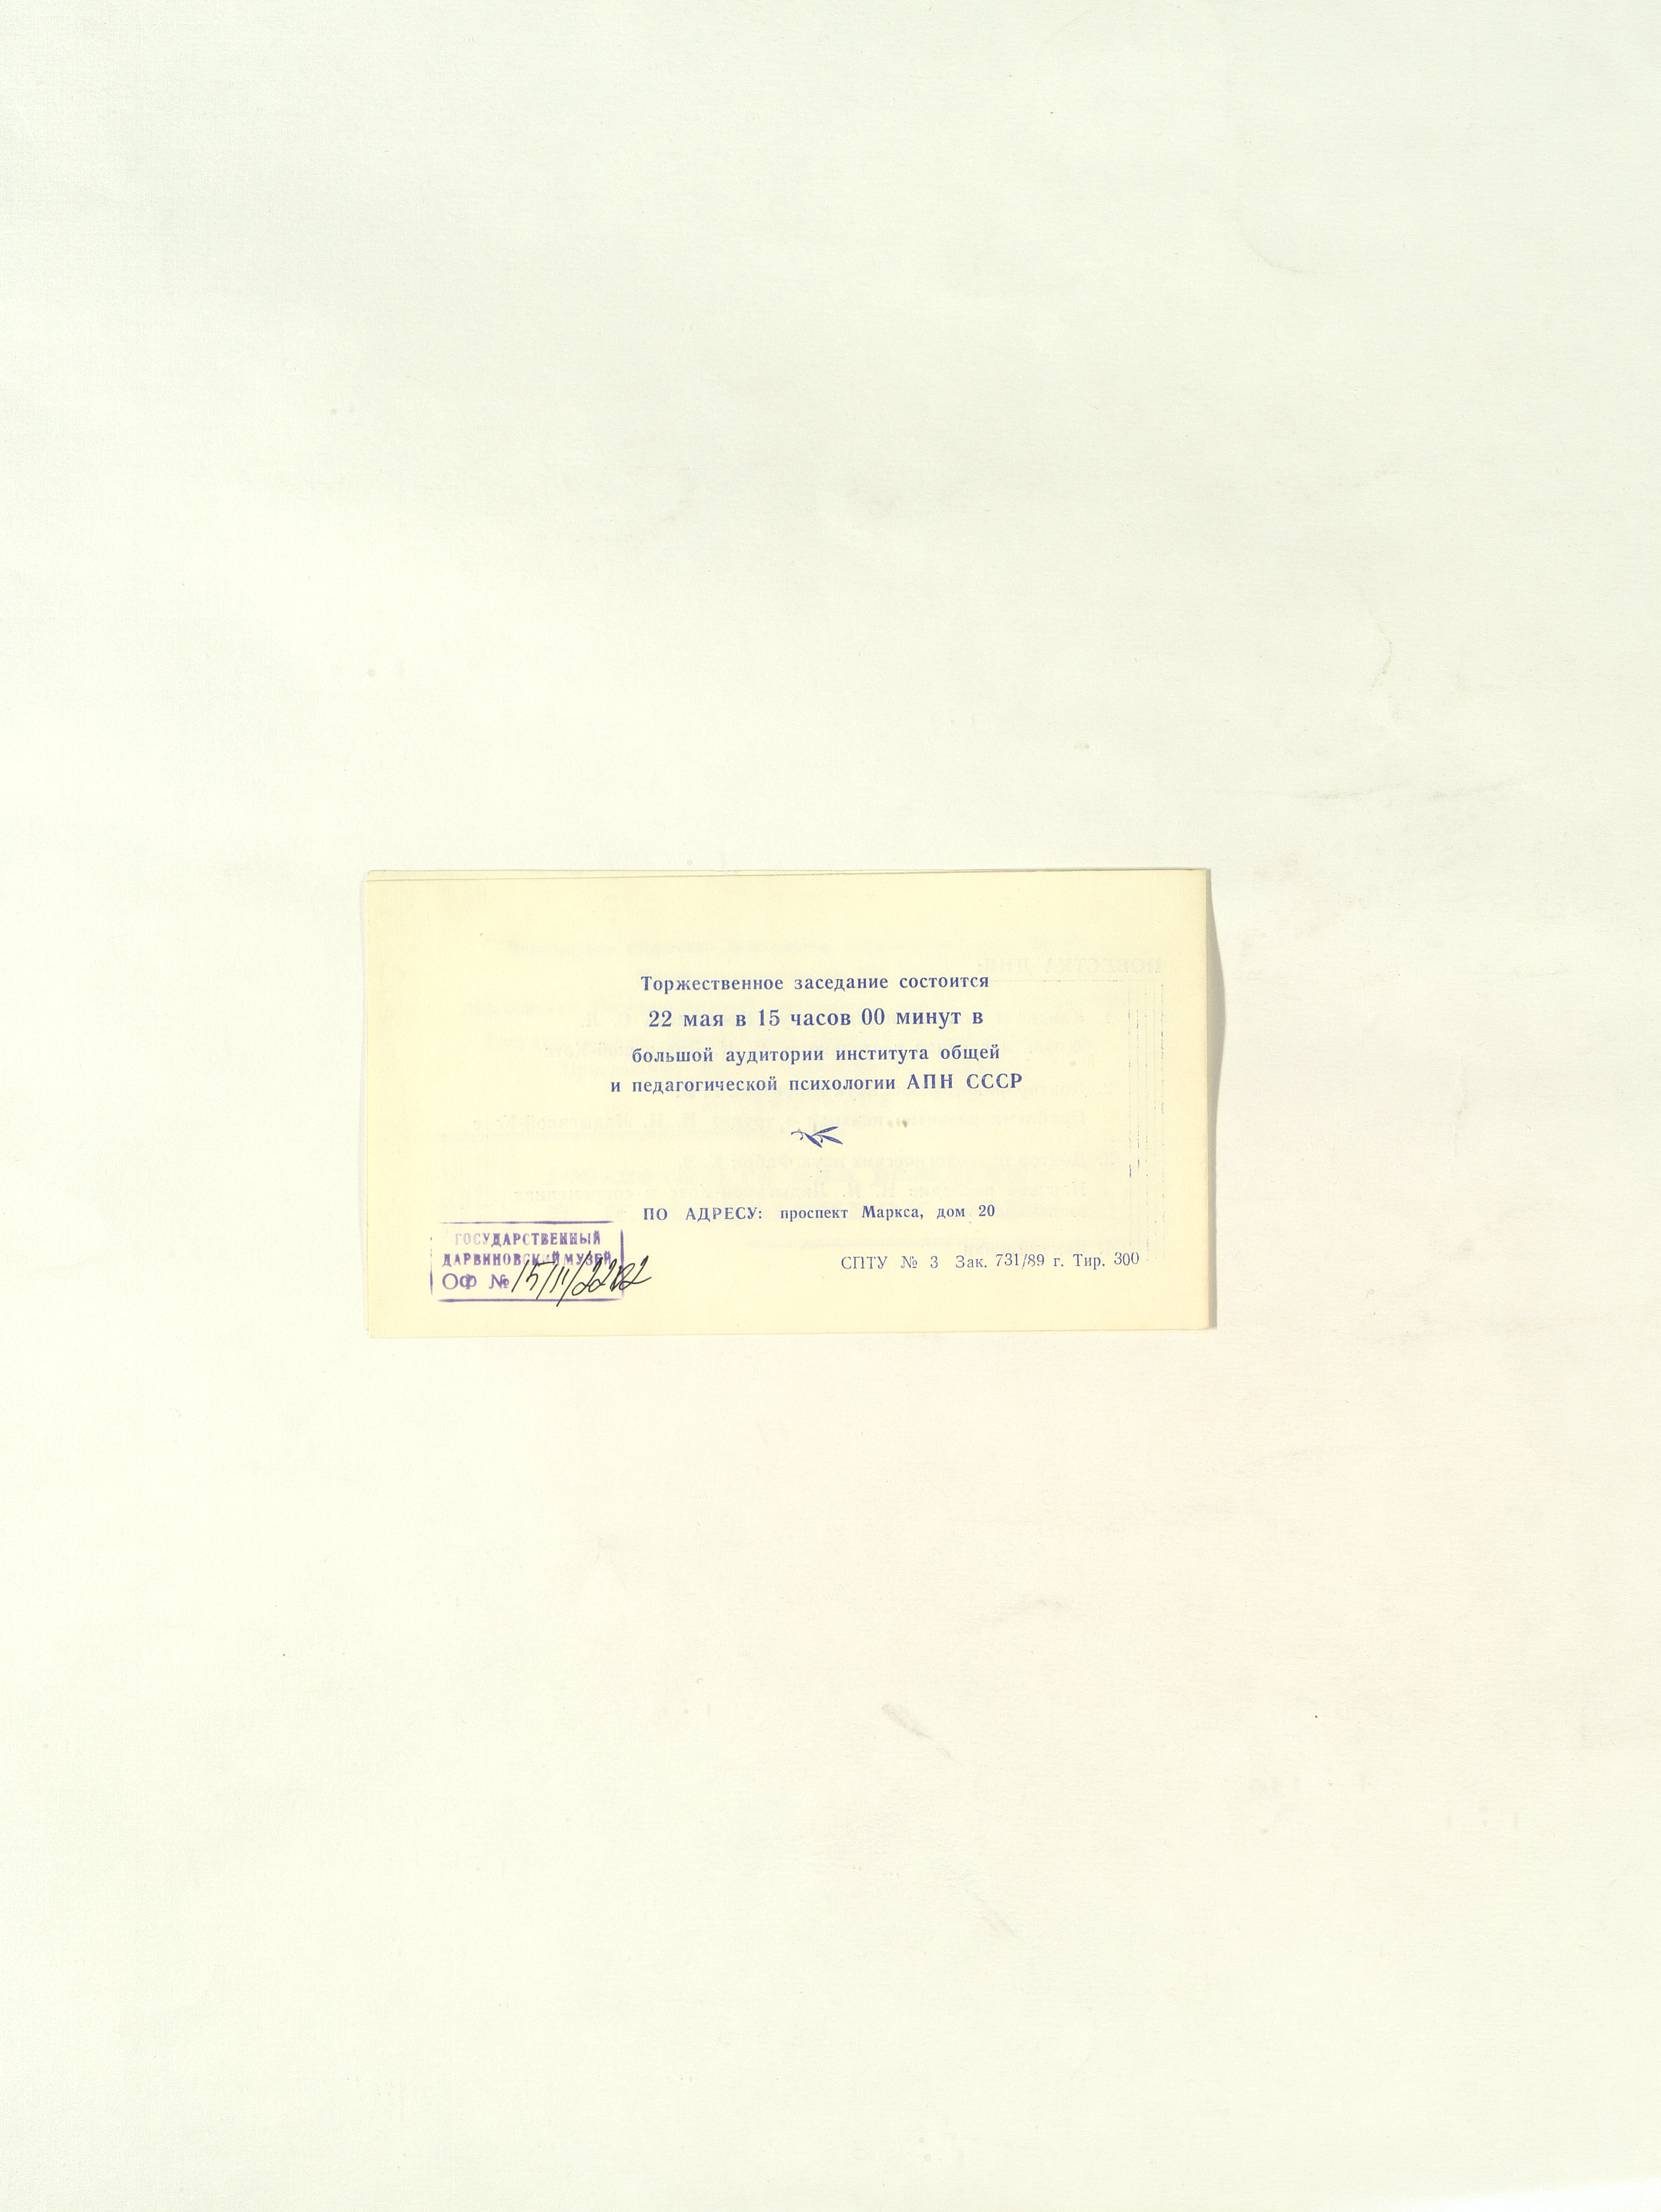 Торжественное заседание состоится
22 мая в 15 часов 00 минут в
большой аудитории института общей
и педагогической психологии АПН СССР
ПО АДРЕСУ: проспект Маркса, дом 20
ГОСУДАРСТВЕННЫЙ
ДАРВИНОВСКИЙ МУЗЕЙ
ОФ №
СПТУ № 3 Зак. 731/89 г. Тир. 300